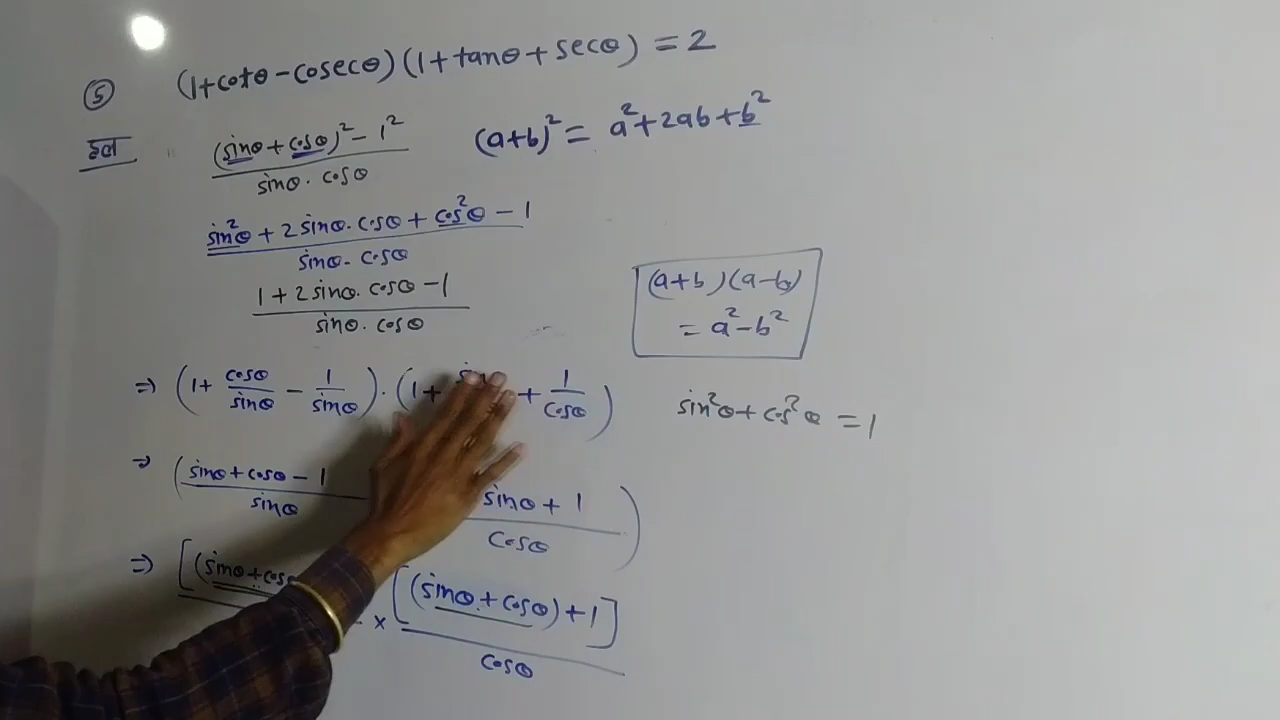 ⑤ (1+cotθ-cosecθ)(1+tanθ+secθ) = 2
हल (sinθ+cosθ)²-1² / sinθ. cosθ
(a+b)² = a²+2ab+b²
sin²θ + 2 sinθ. cosθ + cos²θ - 1 / sinθ. cosθ
1 + 2 sinθ. cosθ - 1 / sinθ. cosθ
(a+b)(a-b)
= a²-b²
⇒ (1+ cosθ/sinθ - 1/sinθ).(1+ + 1/cosθ)
sin²θ+cos²θ = 1
⇒ (sinθ+cosθ-1 / sinθ sinθ + 1 / cosθ)
⇒ [(sinθ+cosθ × [(sinθ+cosθ)+1] / cosθ